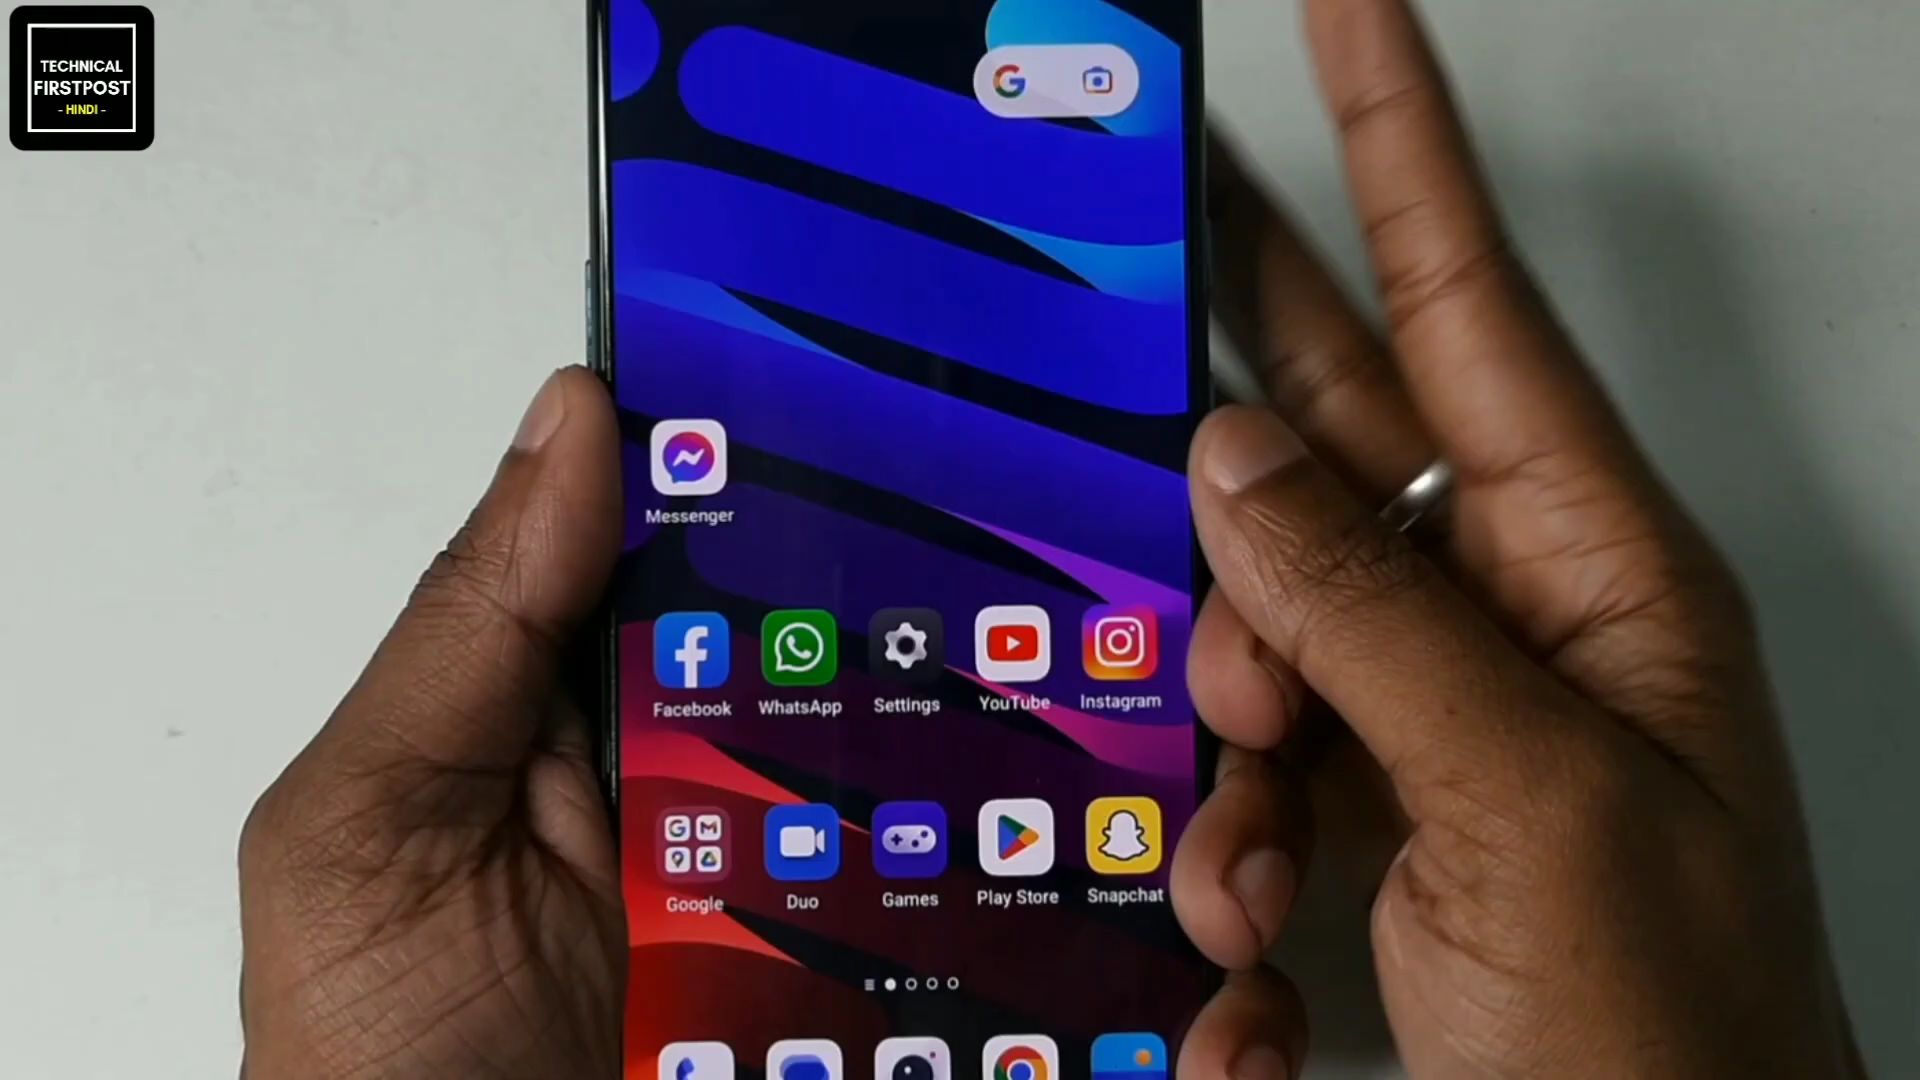 TECHNICAL
FIRSTPOST
- HINDI -
Messenger
Facebook WhatsApp Settings YouTube Instagram
Google Duo Games Play Store Snapchat